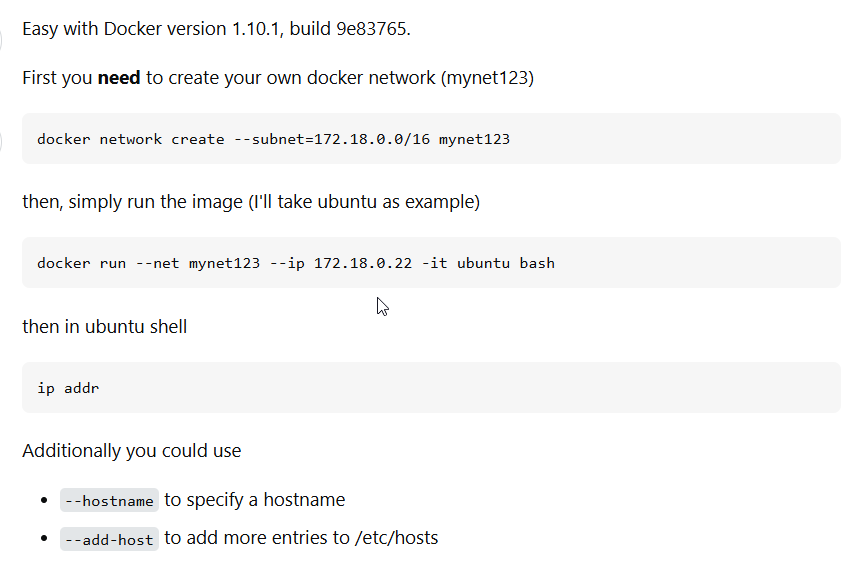 Easy with Docker version 1.10.1, build 9e83765.
First you need to create your own docker network (mynet123)
docker network create --subnet=172.18.0.0/16 mynet123
then, simply run the image (I'll take ubuntu as example)
docker run --net mynet123 --ip 172.18.0.22 -it ubuntu bash
then in ubuntu shell
ip addr
Additionally you could use
• --hostname to specify a hostname
• --add-host to add more entries to /etc/hosts